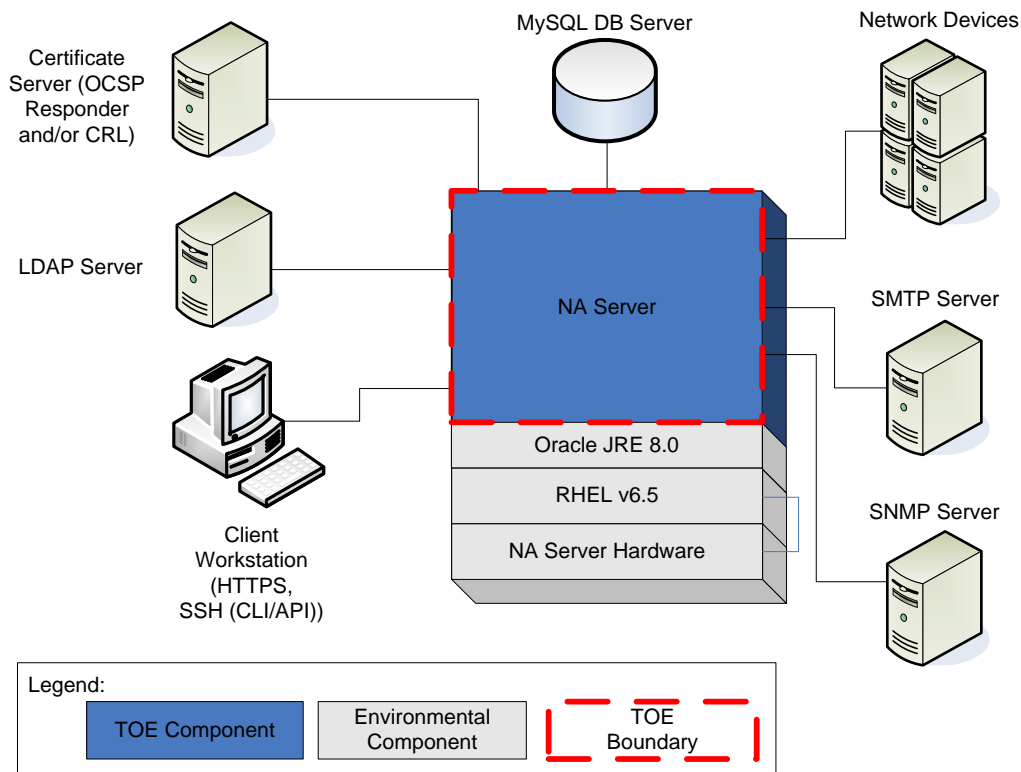 MySQL DB Server
Network Devices
Certificate
Server (OCSP
Responder
and/or CRL)
LDAP Server
NA Server
SMTP Server
Oracle JRE 8.0
RHEL v6.5
NA Server Hardware
SNMP Server
Client
Workstation
(HTTPS,
SSH (CLI/API))
Legend:
TOE Component
Environmental
Component
TOE
Boundary